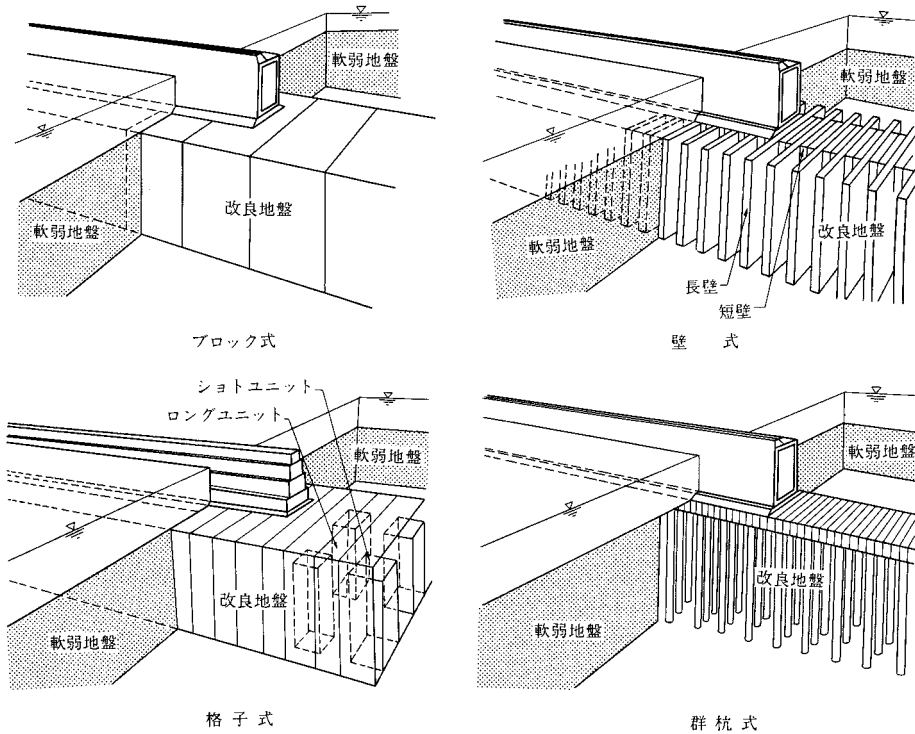 軟弱地盤
軟弱地盤
改良地盤
ブロック式
軟弱地盤
軟弱地盤
改良地盤
長壁
短壁
壁 式
ショトユニット
ロングユニット
軟弱地盤
改良地盤
軟弱地盤
格子式
軟弱地盤
改良地盤
軟弱地盤
群杭式